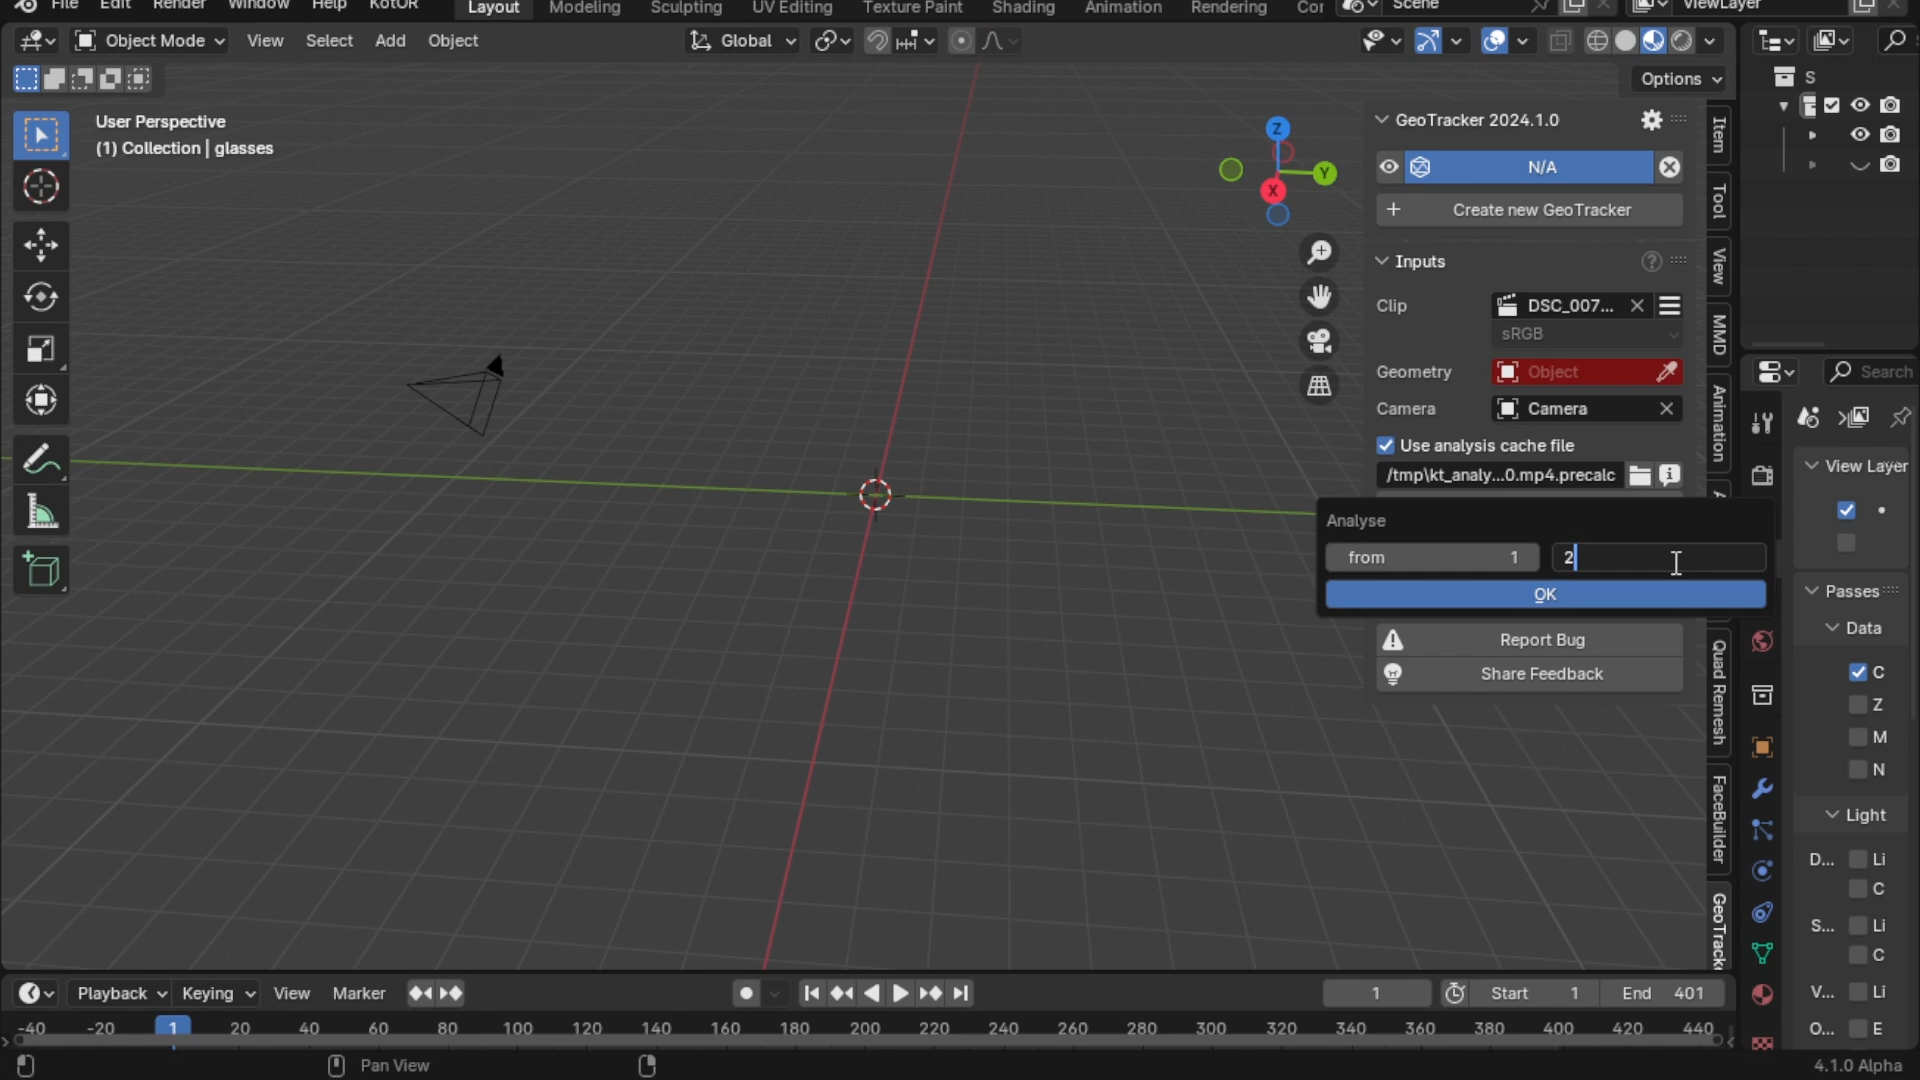 File Edit Render Window Help KotOR Layout Modeling Sculpting UV Editing Texture Paint Shading Animation Rendering Scene ViewLayer
Object Mode View Select Add Object Global
Options
User Perspective
(1) Collection | glasses
Z
Y
X
GeoTracker 2024.1.0
N/A
Create new GeoTracker
Inputs
Clip DSC_007...
sRGB
Geometry Object
Camera Camera
Use analysis cache file
/tmp\kt_analy...0.mp4.precalc
Analyse
from 1 2
OK
Report Bug
Share Feedback
Item
Tool
View
MMD
Animation
Quad Remesh
FaceBuilder
GeoTracke
S
Search
View Layer
Passes
Data
C
Z
M
N
Light
D... Li
C
S... Li
C
V... Li
O... E
Playback Keying View Marker 1 Start 1 End 401
-40 -20 1 20 40 60 80 100 120 140 160 180 200 220 240 260 280 300 320 340 360 380 400 420 440
Pan View 4.1.0 Alpha